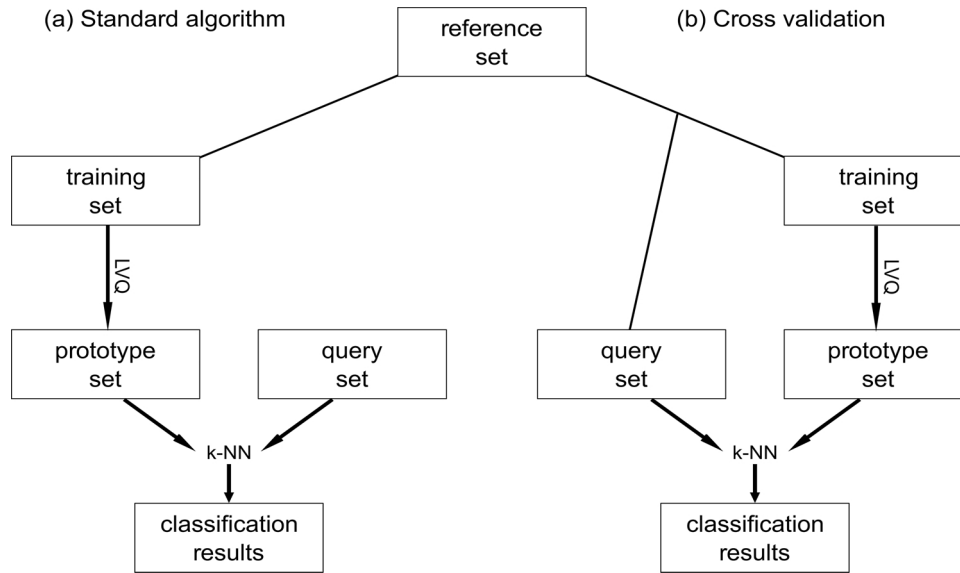 (a) Standard algorithm
reference
set
(b) Cross validation
training
set
training
set
LVQ
LVQ
prototype
set
query
set
query
set
prototype
set
k-NN
k-NN
classification
results
classification
results